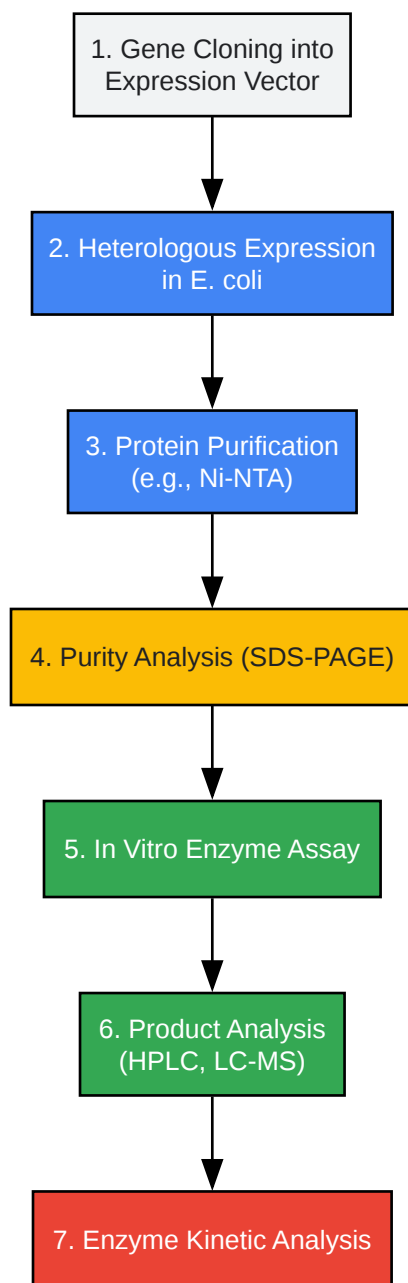 1. Gene Cloning into
Expression Vector
2. Heterologous Expression
in E. coli
3. Protein Purification
(e.g., Ni-NTA)
4. Purity Analysis (SDS-PAGE)
5. In Vitro Enzyme Assay
6. Product Analysis
(HPLC, LC-MS)
7. Enzyme Kinetic Analysis